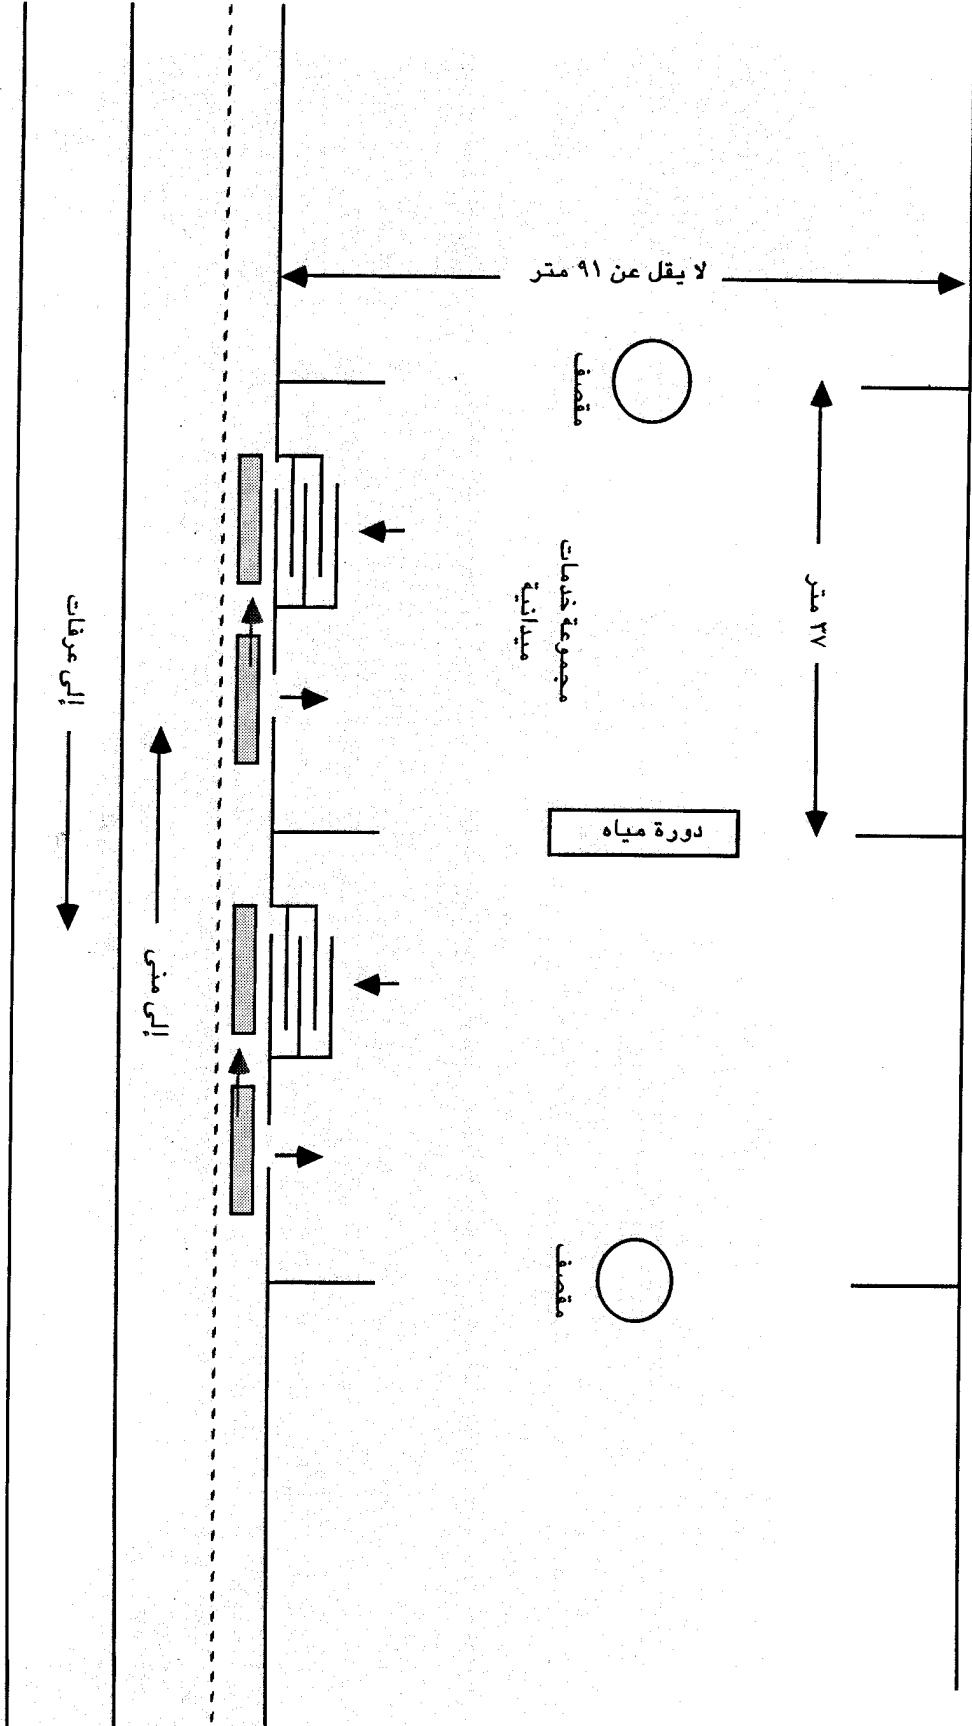 لا يقل عن ٩١ متر
مقصف
مجموعة خدمات
ميدانية
٣٧ متر
إلى عرفات
دورة مياه
إلى منى
مقصف